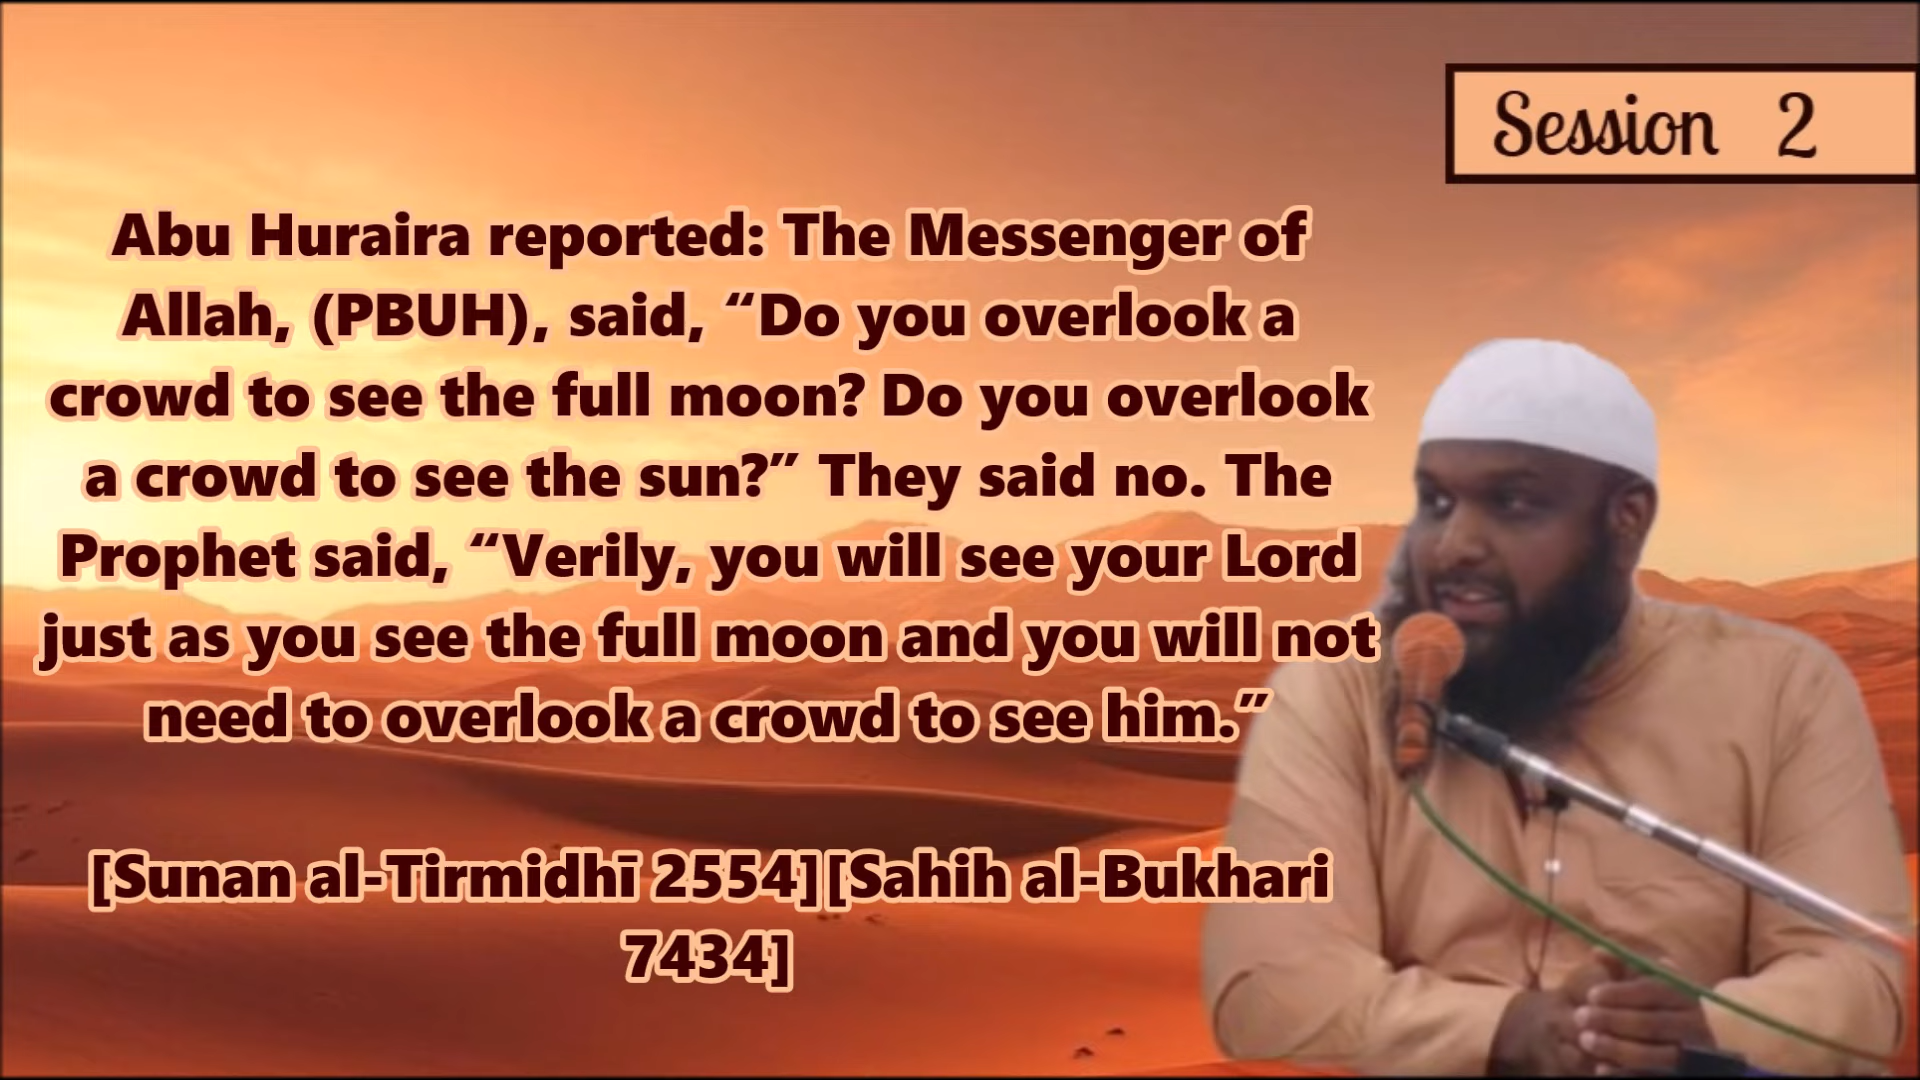 Session 2
Abu Huraira reported: The Messenger of
Allah, (PBUH), said, “Do you overlook a
crowd to see the full moon? Do you overlook
a crowd to see the sun?” They said no. The
Prophet said, “Verily, you will see your Lord
just as you see the full moon and you will not
need to overlook a crowd to see him.”
[Sunan al-Tirmidhī 2554][Sahih al-Bukhari
7434]